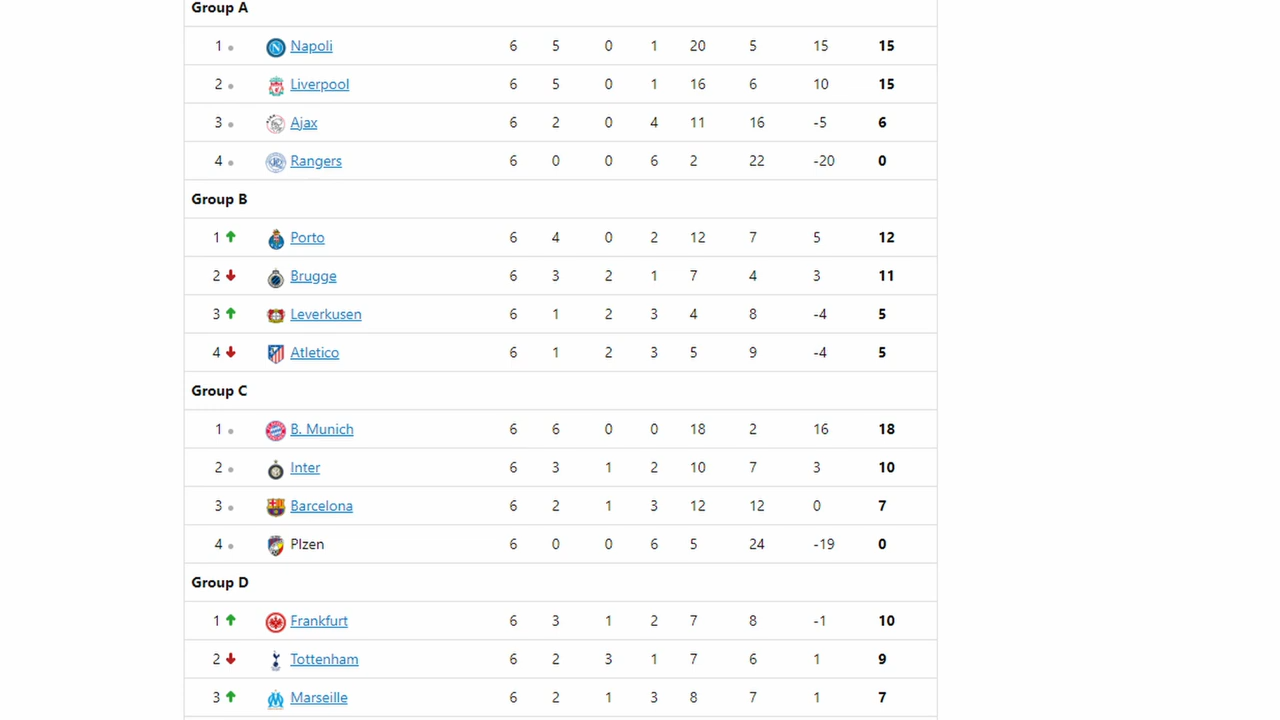 Group A
1 Napoli 6 5 0 1 20 5 15 15
2 Liverpool 6 5 0 1 16 6 10 15
3 Ajax 6 2 0 4 11 16 -5 6
4 Rangers 6 0 0 6 2 22 -20 0
Group B
1 Porto 6 4 0 2 12 7 5 12
2 Brugge 6 3 2 1 7 4 3 11
3 Leverkusen 6 1 2 3 4 8 -4 5
4 Atletico 6 1 2 3 5 9 -4 5
Group C
1 B. Munich 6 6 0 0 18 2 16 18
2 Inter 6 3 1 2 10 7 3 10
3 Barcelona 6 2 1 3 12 12 0 7
4 Plzen 6 0 0 6 5 24 -19 0
Group D
1 Frankfurt 6 3 1 2 7 8 -1 10
2 Tottenham 6 2 3 1 7 6 1 9
3 Marseille 6 2 1 3 8 7 1 7